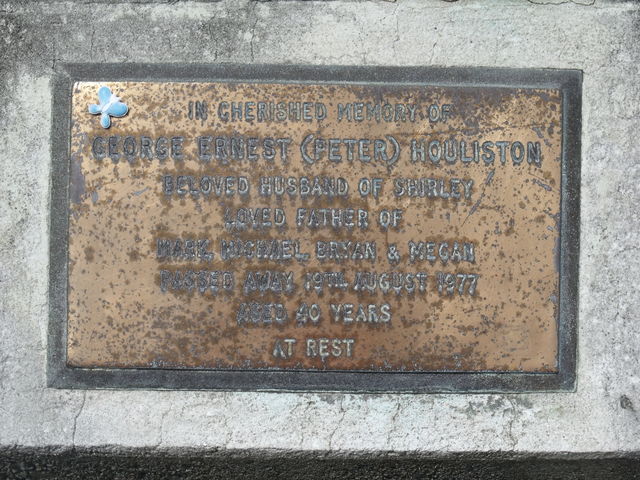 IN CHERISHED MEMORY OF
GEORGE ERNEST (PETER) HOULISTON
BELOVED HUSBAND OF SHIRLEY
LOVED FATHER OF
MARK, MICHAEL, BRYAN & MEGAN
PASSED AWAY 19TH AUGUST 1977
AGED 40 YEARS
AT REST